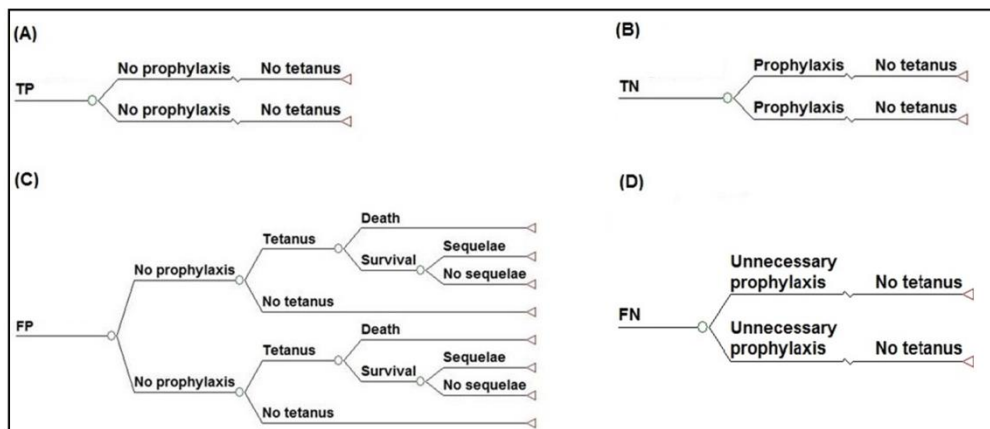 (A)
No prophylaxis No tetanus
TP
No prophylaxis No tetanus
(B)
Prophylaxis No tetanus
TN
Prophylaxis No tetanus
(C)
Death
Tetanus
Sequelae
Survival
No sequelae
No prophylaxis
No tetanus
FP
Death
Tetanus
Sequelae
Survival
No sequelae
No prophylaxis
No tetanus
(D)
Unnecessary
prophylaxis No tetanus
FN
Unnecessary
prophylaxis No tetanus